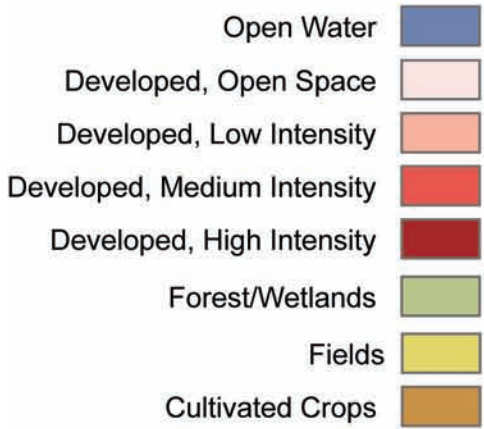 Open Water
Developed, Open Space
Developed, Low Intensity
Developed, Medium Intensity
Developed, High Intensity
Forest/Wetlands
Fields
Cultivated Crops